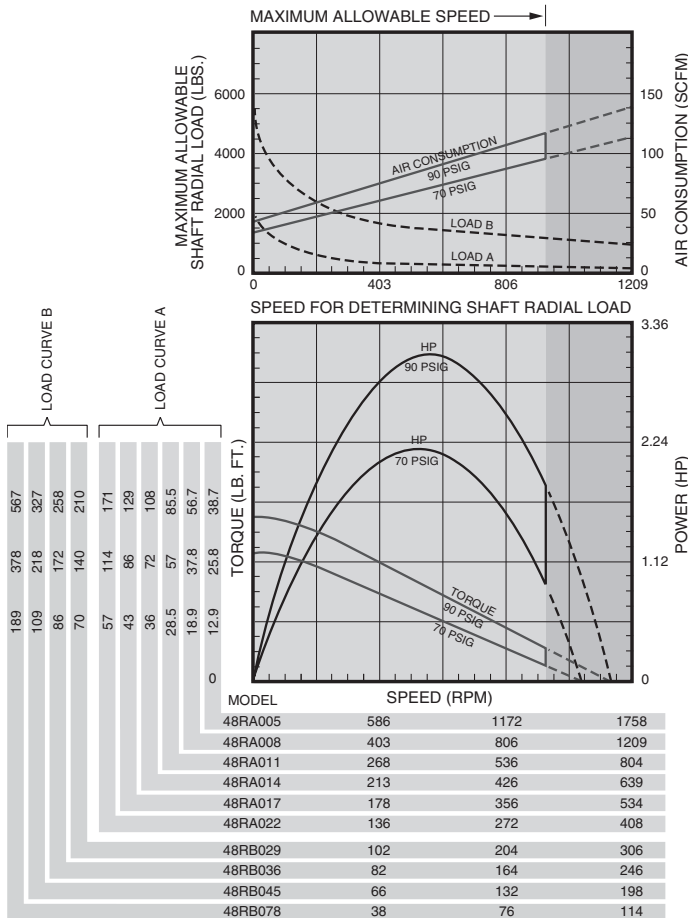 MAXIMUM ALLOWABLE SPEED
MAXIMUM ALLOWABLE
SHAFT RADIAL LOAD (LBS.)
6000
4000
2000
0
AIR CONSUMPTION
90 PSIG
70 PSIG
LOAD B
LOAD A
150
100
50
0
AIR CONSUMPTION (SCFM)
0 403 806 1209
SPEED FOR DETERMINING SHAFT RADIAL LOAD
LOAD CURVE B
LOAD CURVE A
567 327 258 210 171 129 108 85.5 56.7 38.7
378 218 172 140 114 86 72 57 37.8 25.8
189 109 86 70 57 43 36 28.5 18.9 12.9
0
TORQUE (LB. FT.)
HP
90 PSIG
HP
70 PSIG
TORQUE
90 PSIG
70 PSIG
3.36
2.24
1.12
0
POWER (HP)
MODEL SPEED (RPM)
48RA005 586 1172 1758
48RA008 403 806 1209
48RA011 268 536 804
48RA014 213 426 639
48RA017 178 356 534
48RA022 136 272 408
48RB029 102 204 306
48RB036 82 164 246
48RB045 66 132 198
48RB078 38 76 114